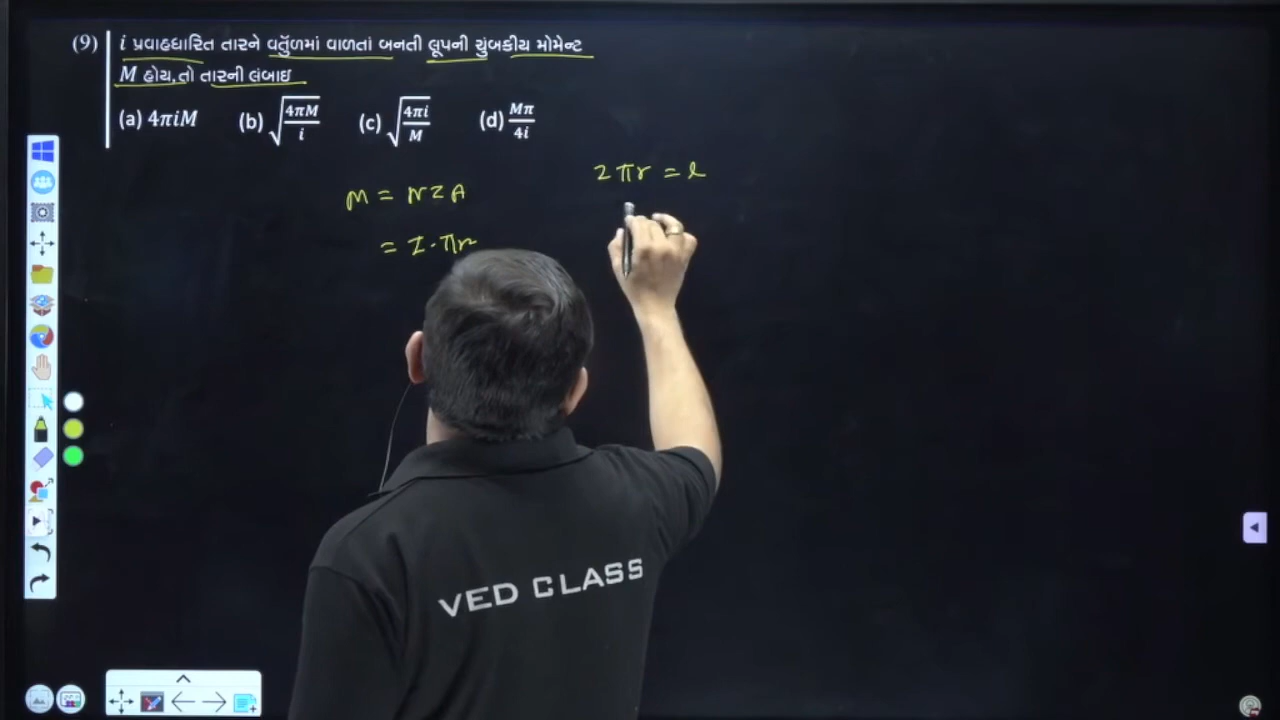 (9) i પ્રવાહધારિત તારને વર્તુળમાં વાળતાં બનતી લૂપની ચુંબકીય મોમેન્ટ
M હોય, તો તારની લંબાઇ
(a) 4πiM (b) √(4πM/i) (c) √(4πi/M) (d) Mπ/4i
2πr = l
M = NIA
= I·πr
VED CLASS